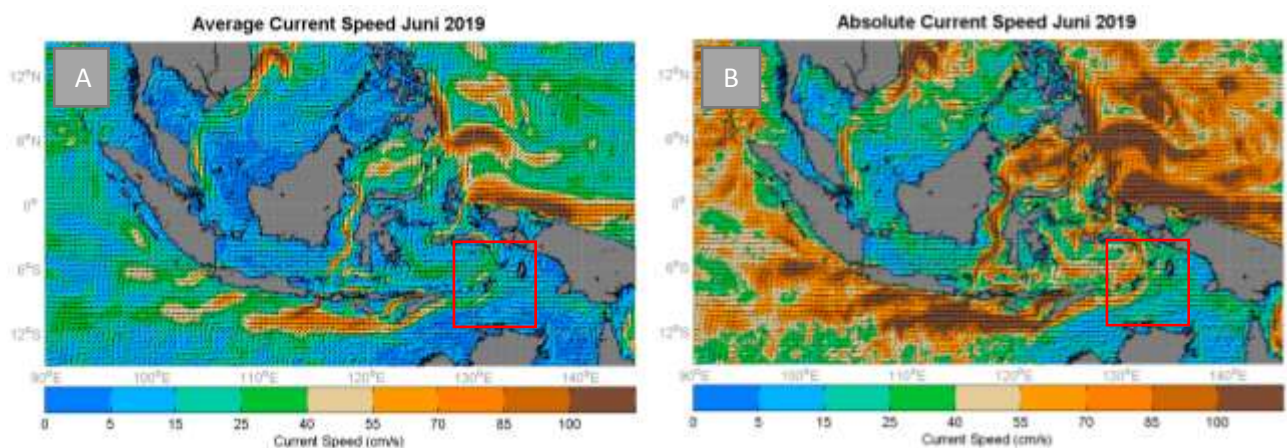 Average Current Speed Juni 2019
A
12°N
6°N
0°
6°S
12°S
90°E 100°E 110°E 120°E 130°E 140°E
0 5 15 25 40 55 70 85 100
Current Speed (cm/s)
Absolute Current Speed Juni 2019
B
12°N
6°N
0°
6°S
12°S
90°E 100°E 110°E 120°E 130°E 140°E
0 5 15 25 40 55 70 85 100
Current Speed (cm/s)